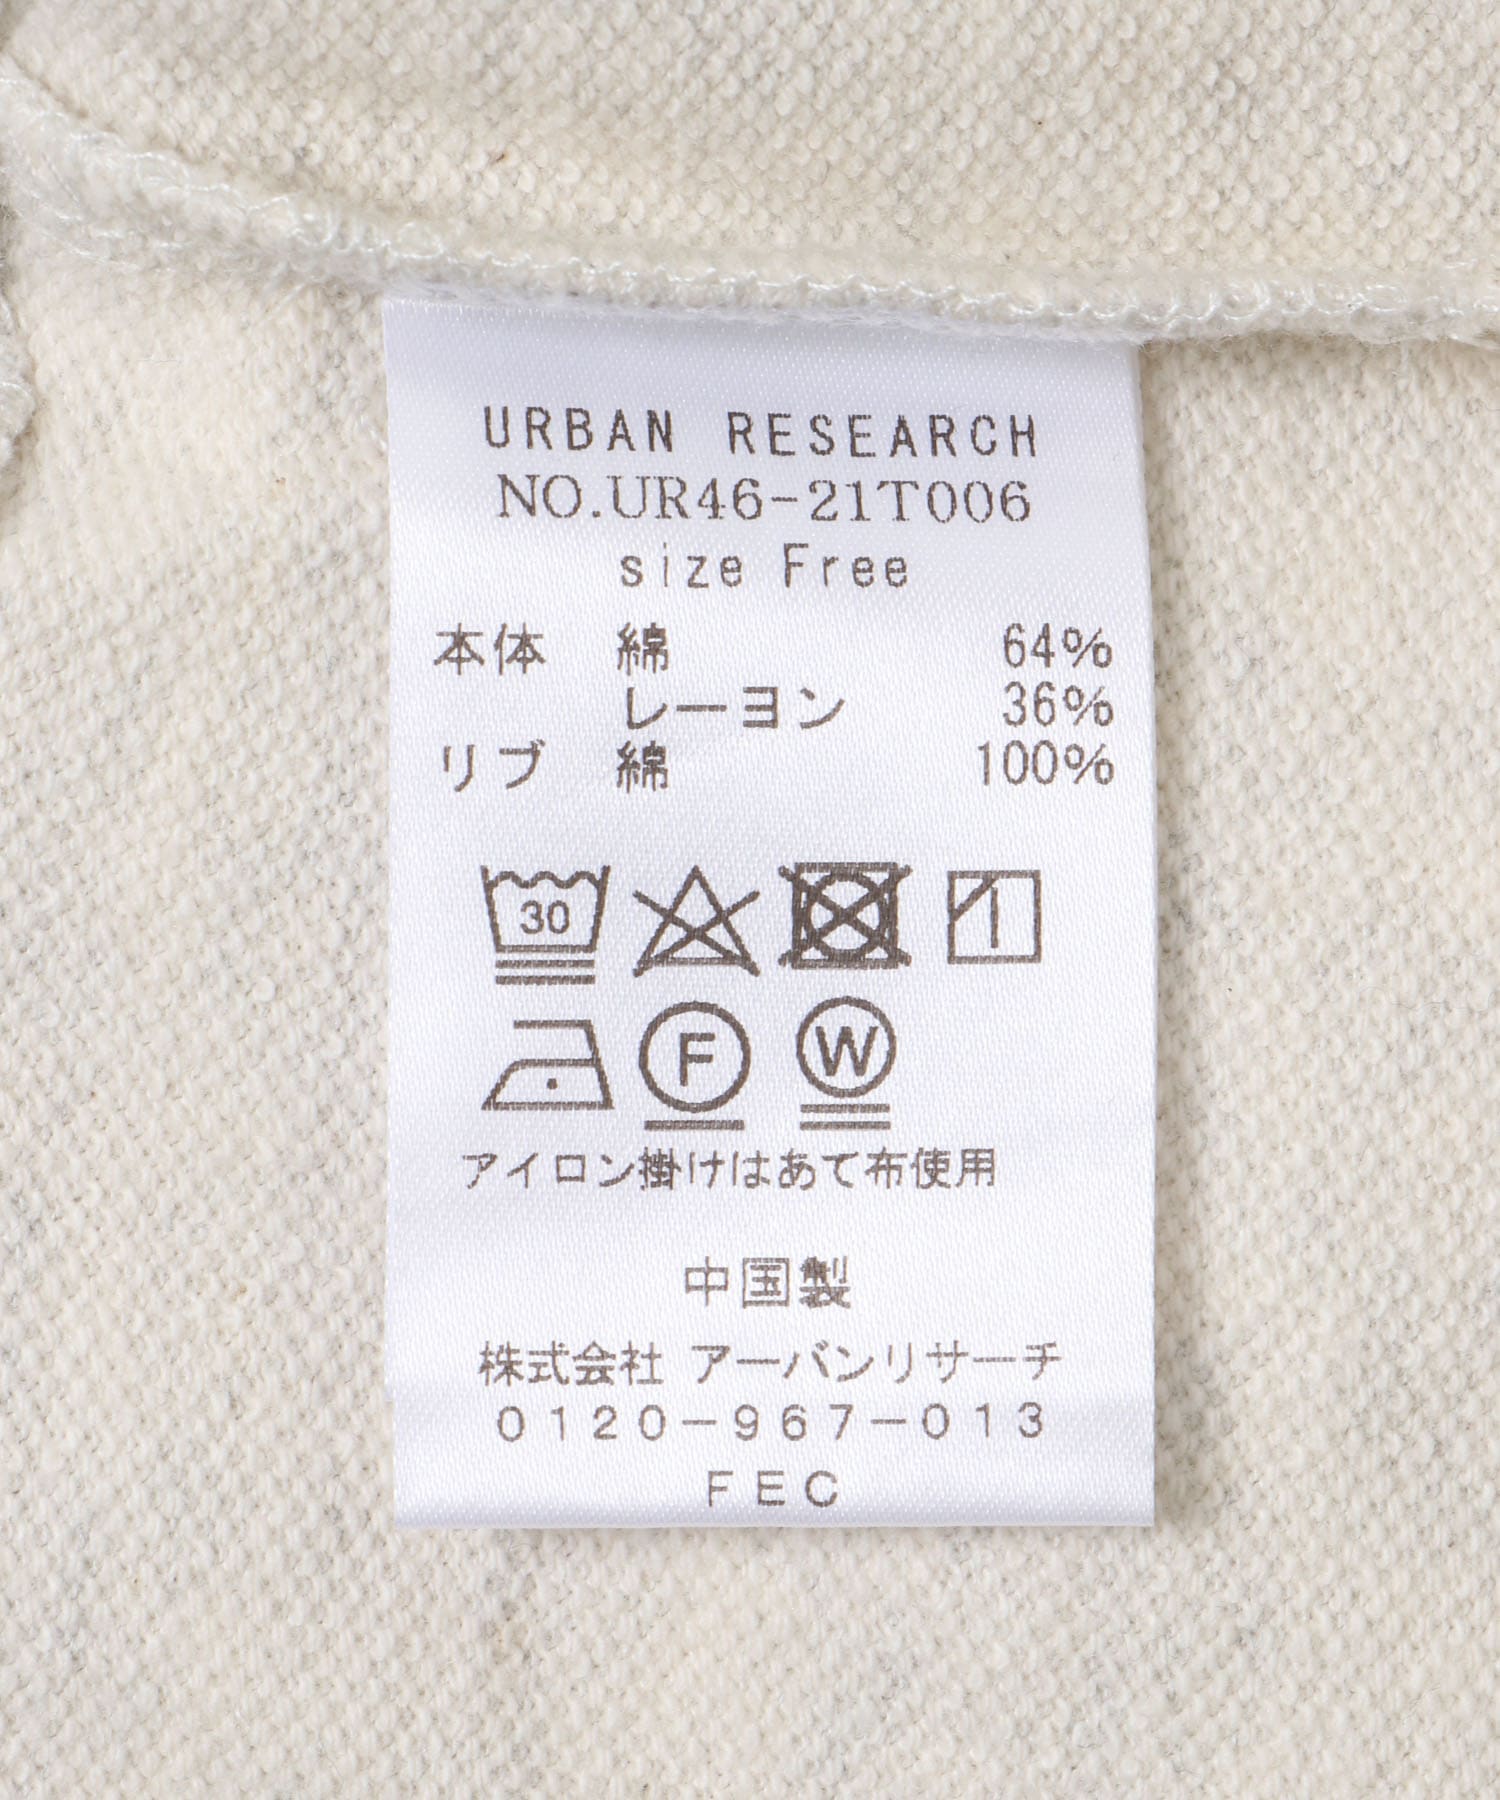 URBAN RESEARCH
NO.UR46-21T006
size Free
本体 綿 64%
レーヨン 36%
リブ 綿 100%
30
F W
アイロン掛けはあて布使用
中国製
株式会社 アーバンリサーチ
0120-967-013
FEC